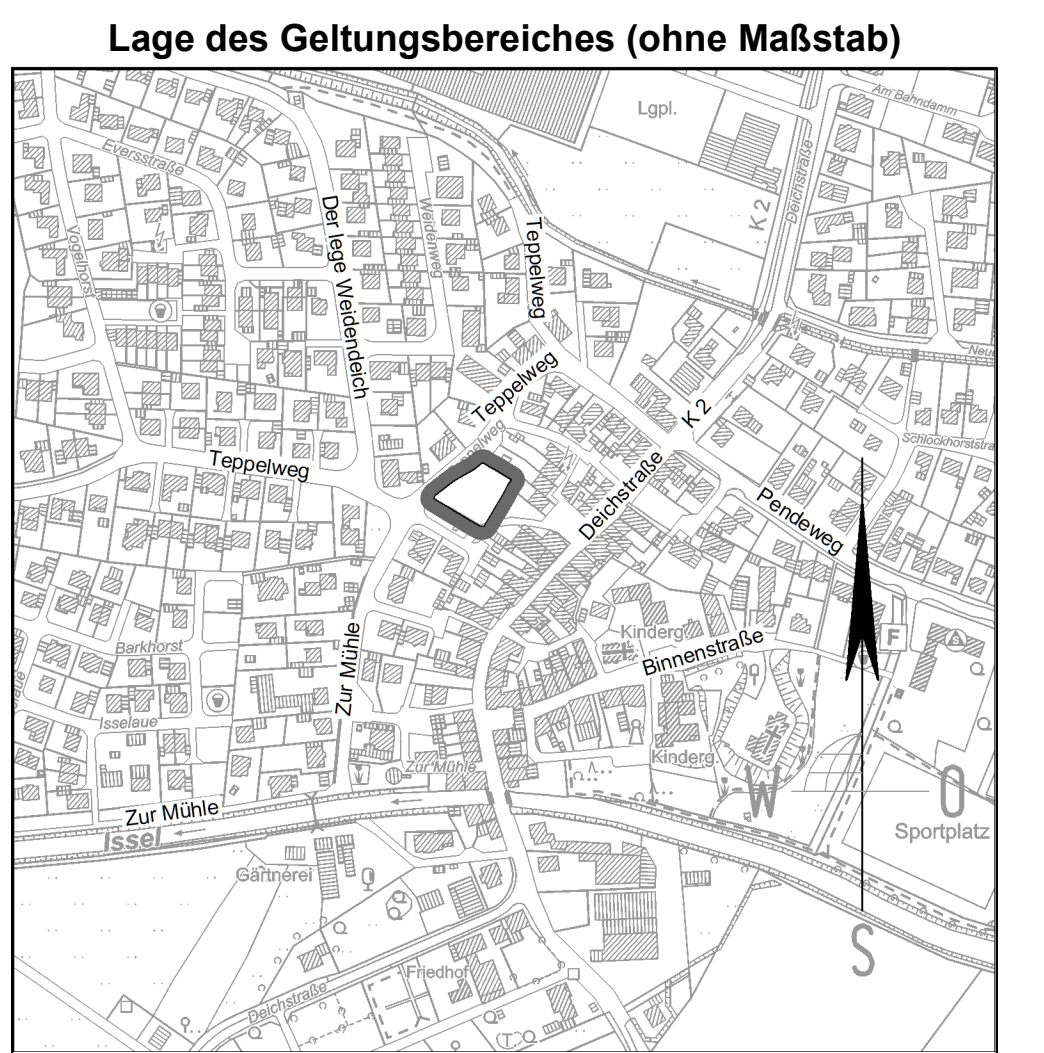 Lage des Geltungsbereiches (ohne Maßstab)
Am Bahndamm
Lgpl.
Eversstraße
K 2
Deichstraße
Der lege Weidendeich
Weidenweg
Vogelhorst
Teppelweg
Teppelweg
K 2
Schlockhorststra
Teppelweg
Deichstraße
Pendeweg
Kinderg.
Binnenstraße
F
Barkhorst
Zur Mühle
Isselaue
Kinderg.
Zur Mühle
W
O
Zur Mühle
Issel
Sportplatz
Gärtnerei
S
Friedhof
Deichstraße